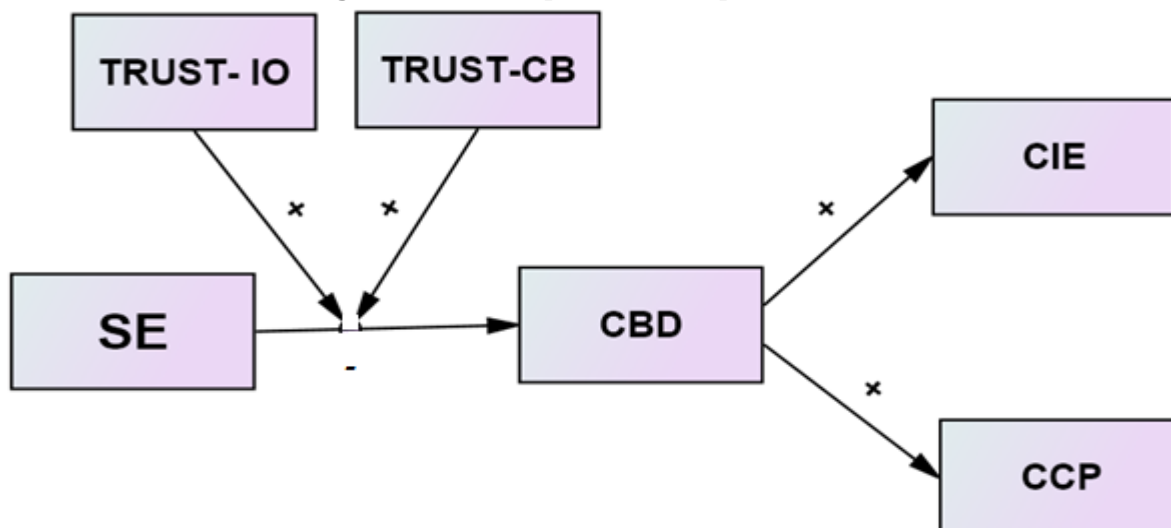 TRUST- IO
TRUST-CB
CIE
+
+
+
SE
CBD
-
+
CCP